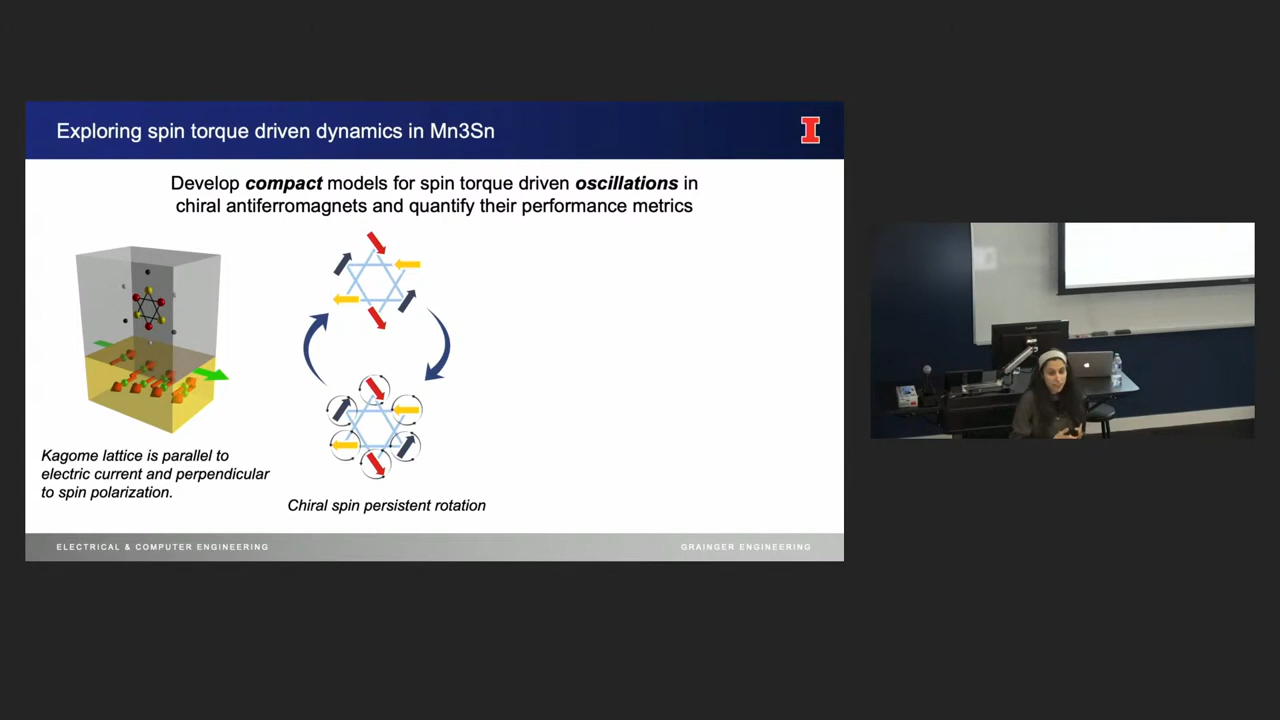 Exploring spin torque driven dynamics in Mn3Sn
I
Develop compact models for spin torque driven oscillations in
chiral antiferromagnets and quantify their performance metrics
Kagome lattice is parallel to
electric current and perpendicular
to spin polarization.
Chiral spin persistent rotation
ELECTRICAL & COMPUTER ENGINEERING
GRAINGER ENGINEERING